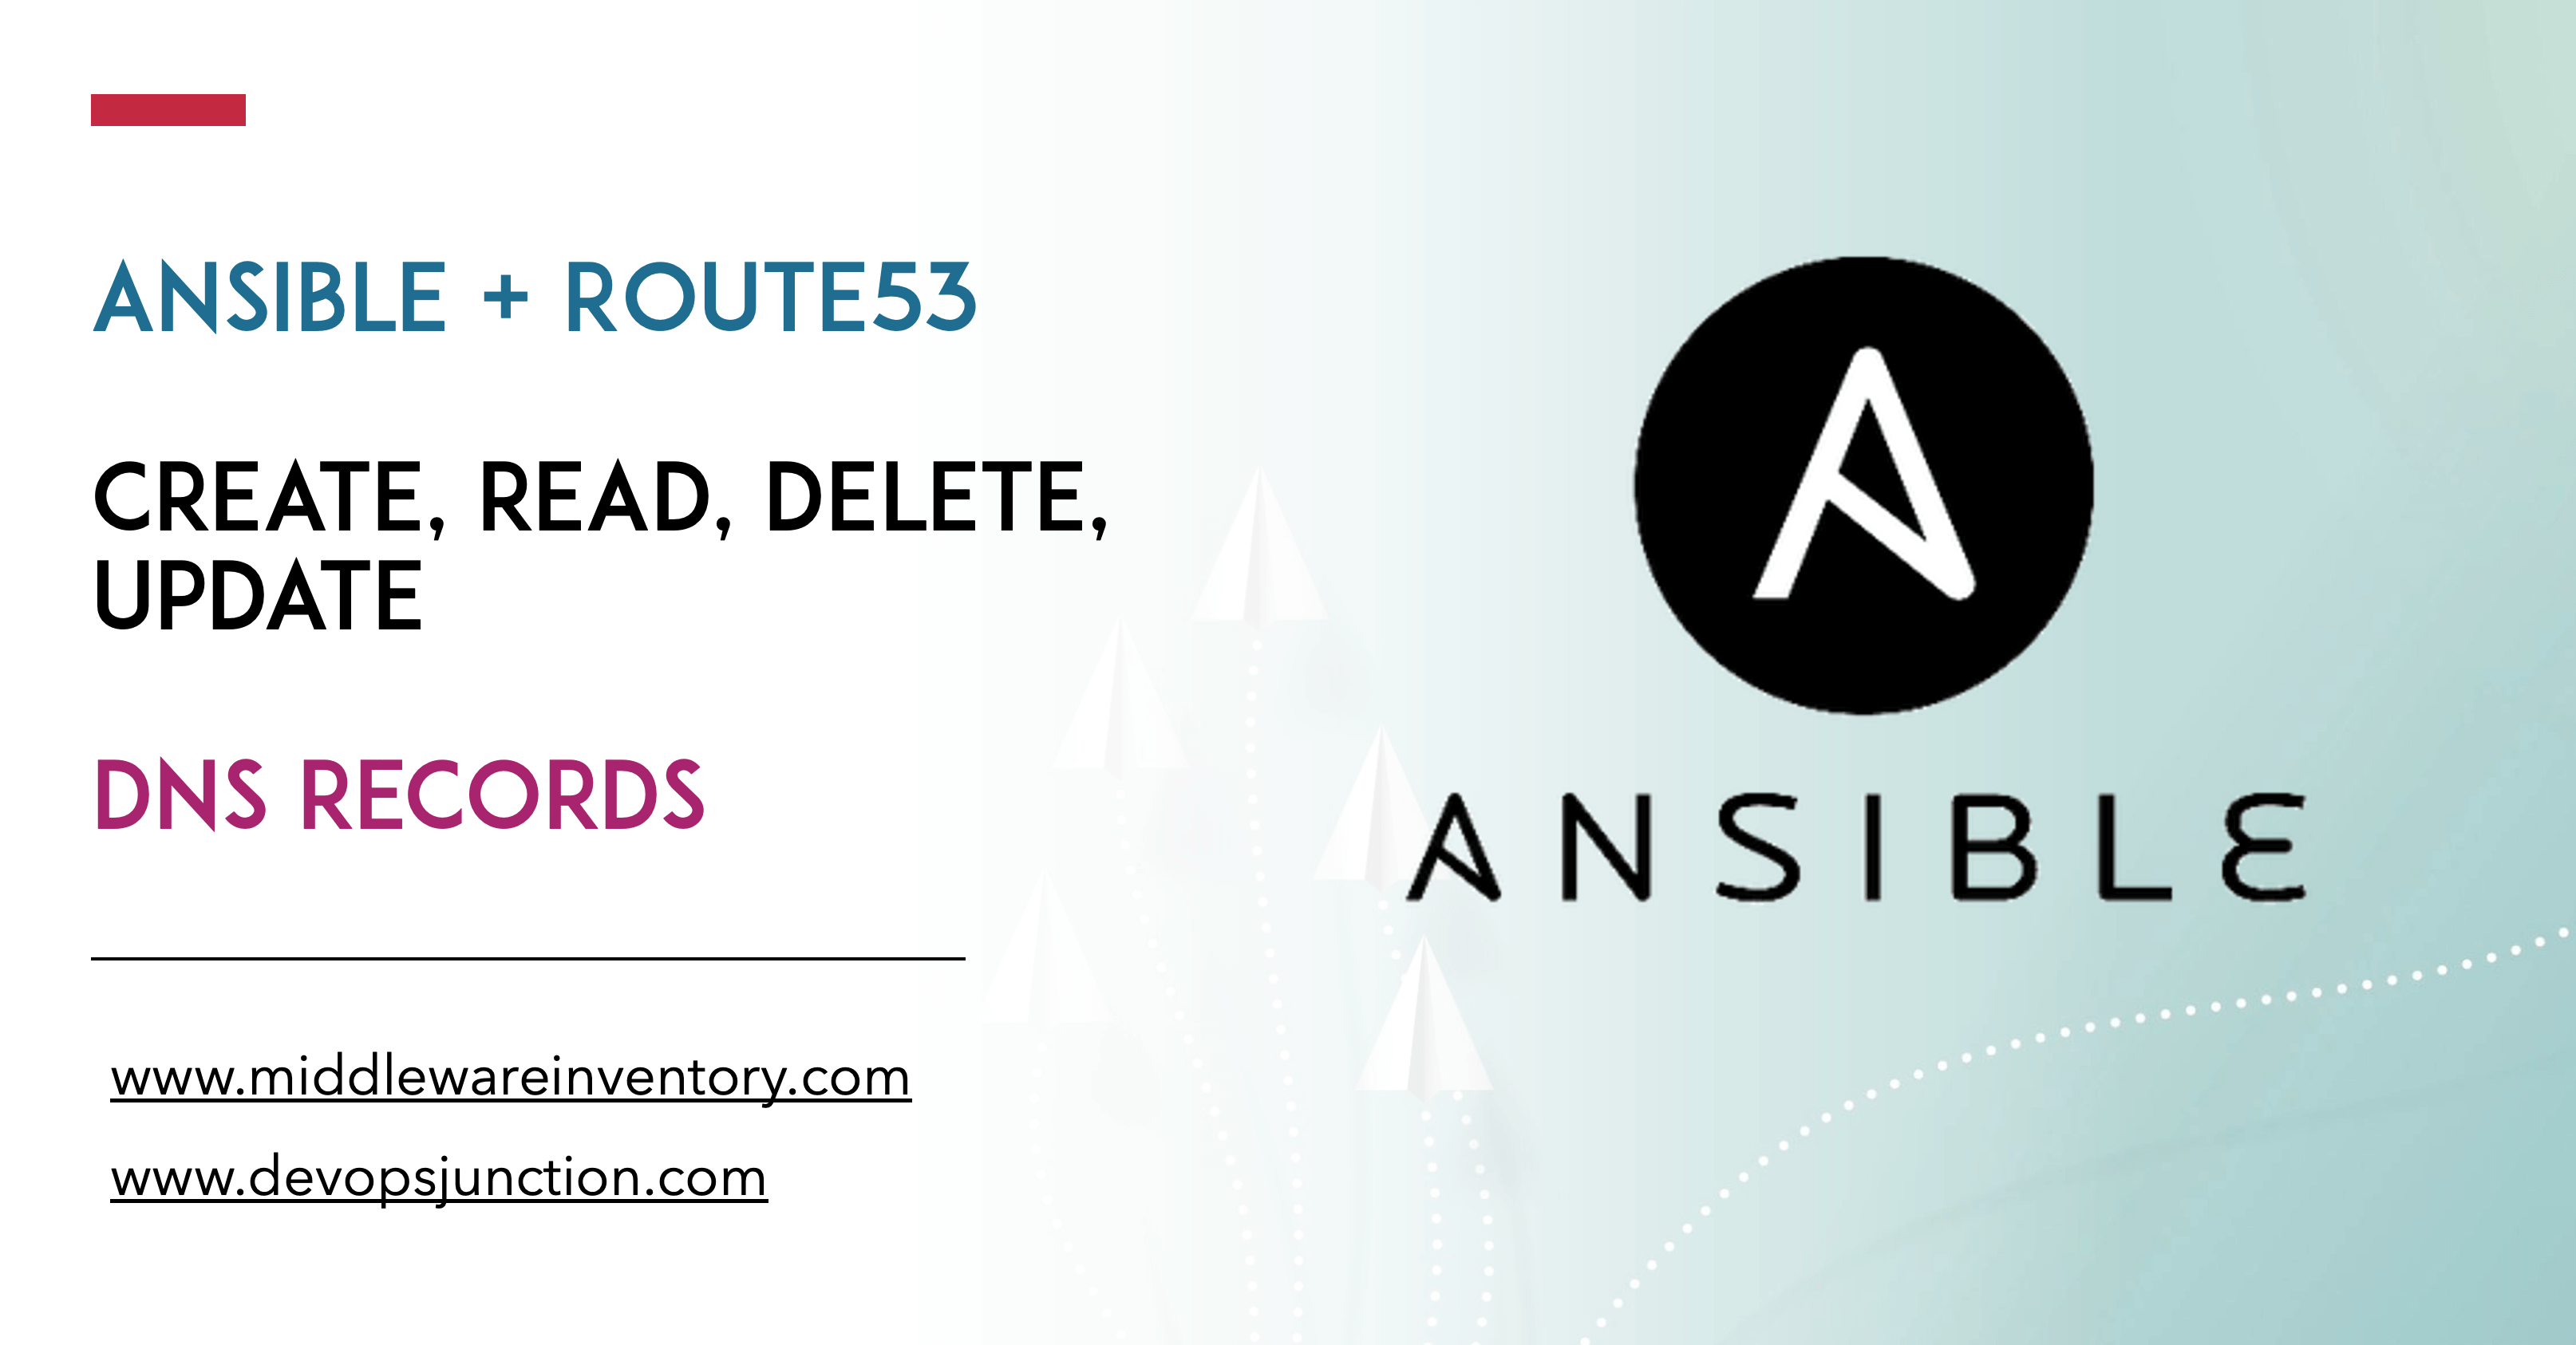 ANSIBLE + ROUTE53
CREATE, READ, DELETE,
UPDATE
DNS RECORDS
www.middlewareinventory.com
www.devopsjunction.com
A
ANSIBLE